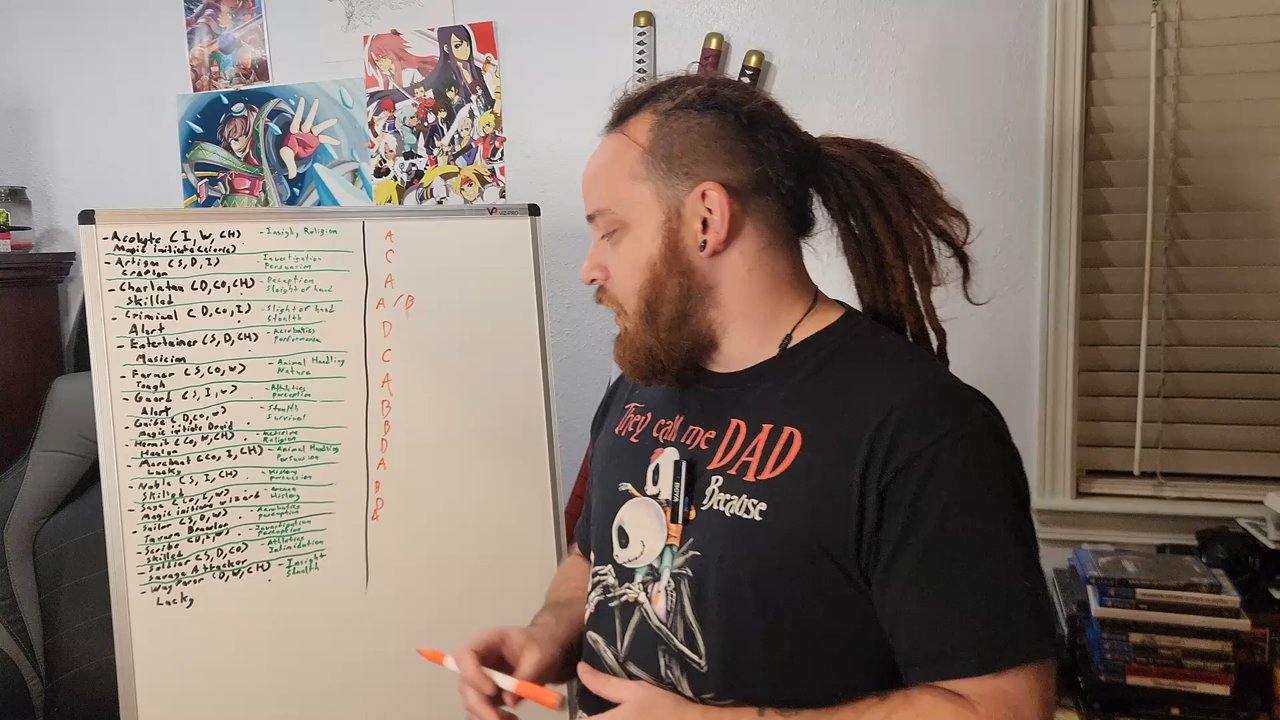 VIZ-PRO
- Acolyte (I, W, CH) - Insigh, Religion A
Magic initiate (cleric)
- Artisan (S, D, I) - Investigation C
Crafter Persuasion
- Charlatan (D, CO, CH) - Deception A
Skilled Sleight of hand
- Criminal (D, CO, I) - Slight of hand A/B
Alert Stealth
- Entertainer (S, D, CH) - Acrobatics D
Musician Performance
- Farmer (S, CO, W) - Animal Handling C
Tough Nature
- Guard (S, I, W) - Athletics A
Alert Perception
- Guide (D, CO, W) - Stealth B
Magic initiate Druid Survival
- Hermit (CO, W, CH) - Medicine B
Healer Religion
- Merchant (CO, I, CH) - Animal Handling D
Lucky Persuasion
- Noble (S, I, CH) - History A
Skilled Persuasion
- Sage (CO, I, W) - Arcana
Magic initiate wizard History
- Sailor (S, D, W) - Acrobatics
Tavern Brawler Perception
- Scribe (D, I, W) - Investigation
Skilled Perception
- Soldier (S, D, CO) - Athletics
Savage Attacker Intimidation
- Wayfarer (D, W, CH) - Insight
Lucky Stealth
They call me DAD
Because